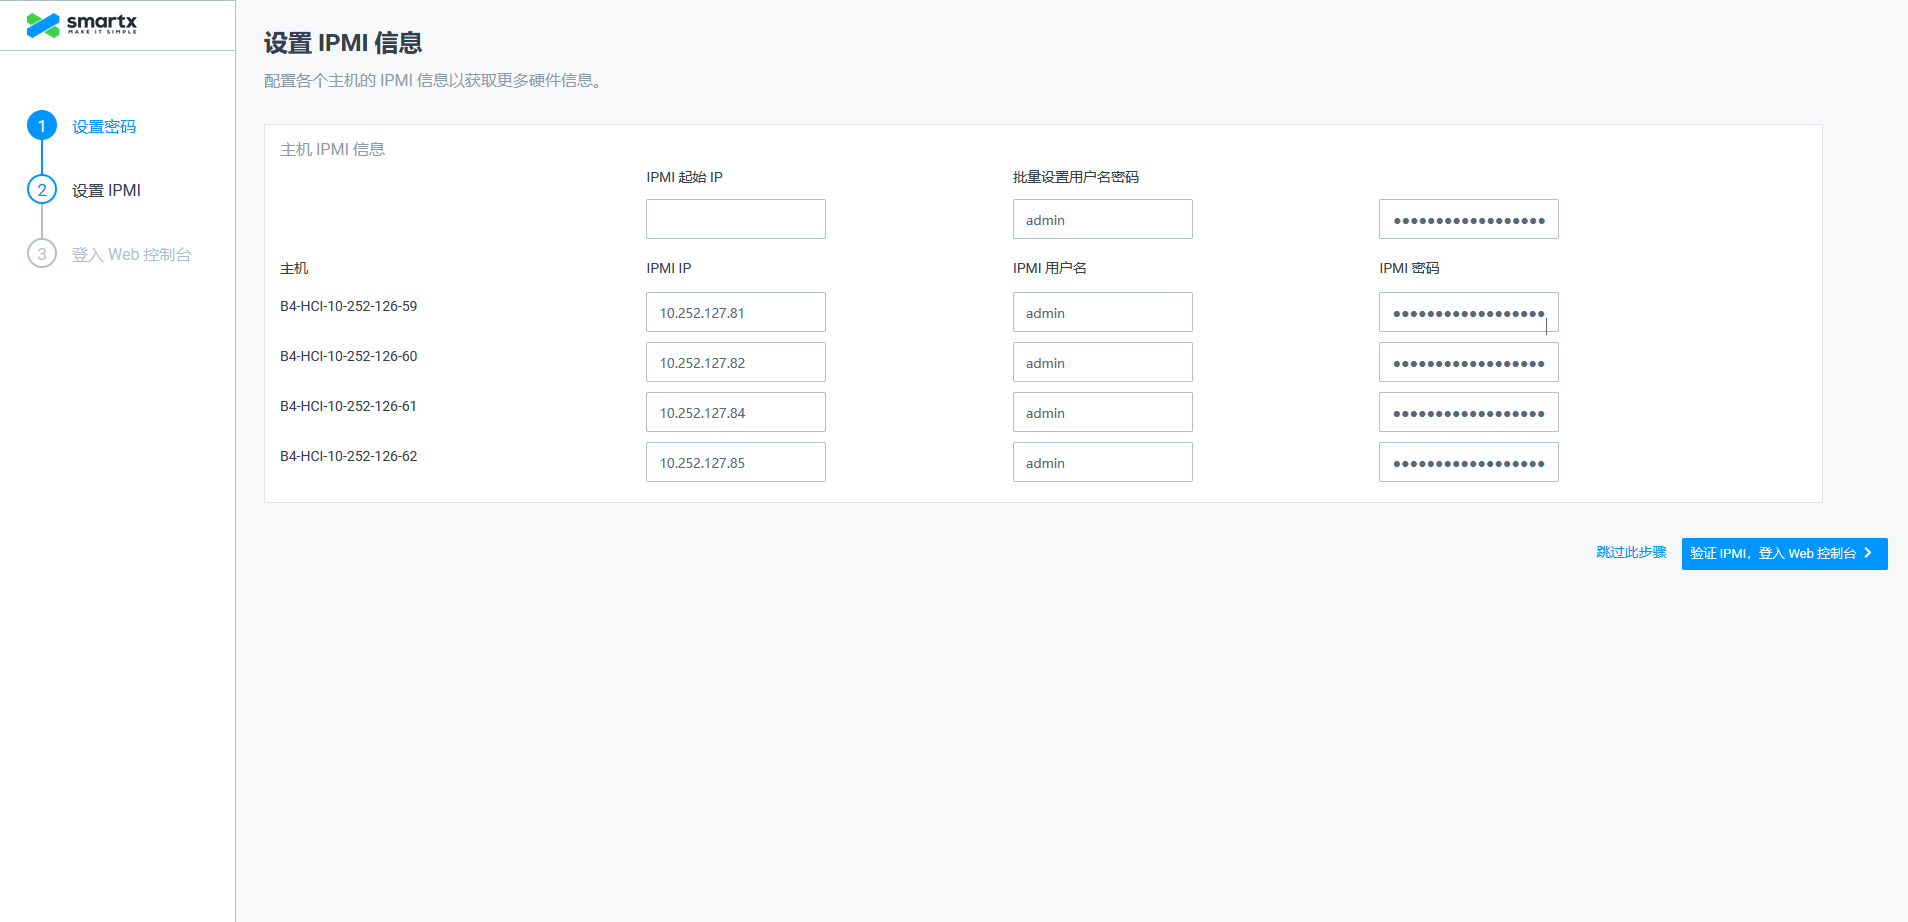 smartx
MAKE IT SIMPLE
1 设置密码
2 设置 IPMI
3 登入 Web 控制台
设置 IPMI 信息
配置各个主机的 IPMI 信息以获取更多硬件信息。
主机 IPMI 信息
IPMI 起始 IP 批量设置用户名密码
admin ●●●●●●●●●●●●●●●●●●
主机 IPMI IP IPMI 用户名 IPMI 密码
B4-HCI-10-252-126-59 10.252.127.81 admin ●●●●●●●●●●●●●●●●●●
B4-HCI-10-252-126-60 10.252.127.82 admin ●●●●●●●●●●●●●●●●●●
B4-HCI-10-252-126-61 10.252.127.84 admin ●●●●●●●●●●●●●●●●●●
B4-HCI-10-252-126-62 10.252.127.85 admin ●●●●●●●●●●●●●●●●●●
跳过此步骤 验证 IPMI，登入 Web 控制台